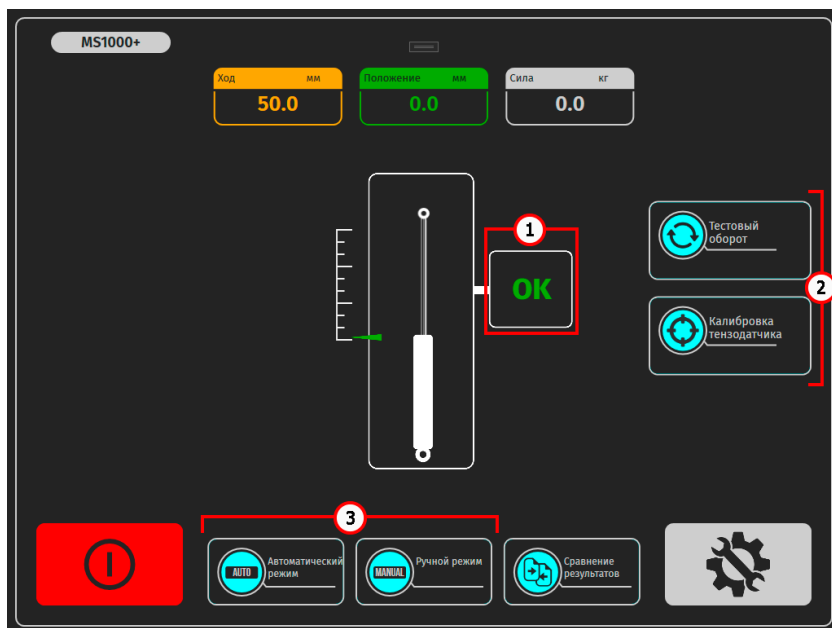 MS1000+
Ход мм
Положение мм
Сила кг
50.0
0.0
0.0
1
OK
Тестовый
оборот
2
Калибровка
тензодатчика
3
AUTO
Автоматический
режим
MANUAL
Ручной режим
Сравнение
результатов